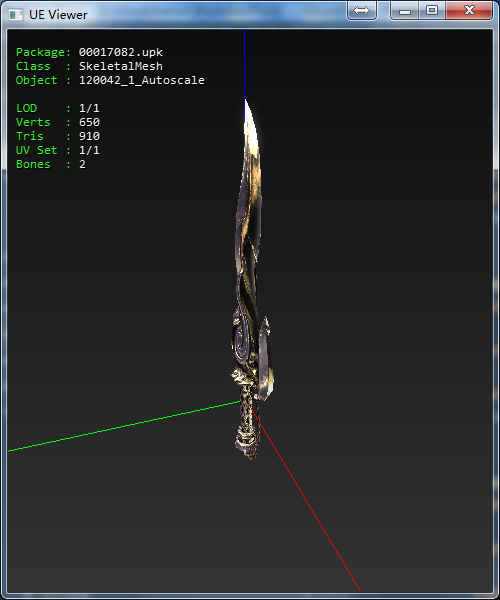 UE Viewer
Package: 00017082.upk
Class : SkeletalMesh
Object : 120042_1_Autoscale
LOD : 1/1
Verts : 650
Tris : 910
UV Set : 1/1
Bones : 2